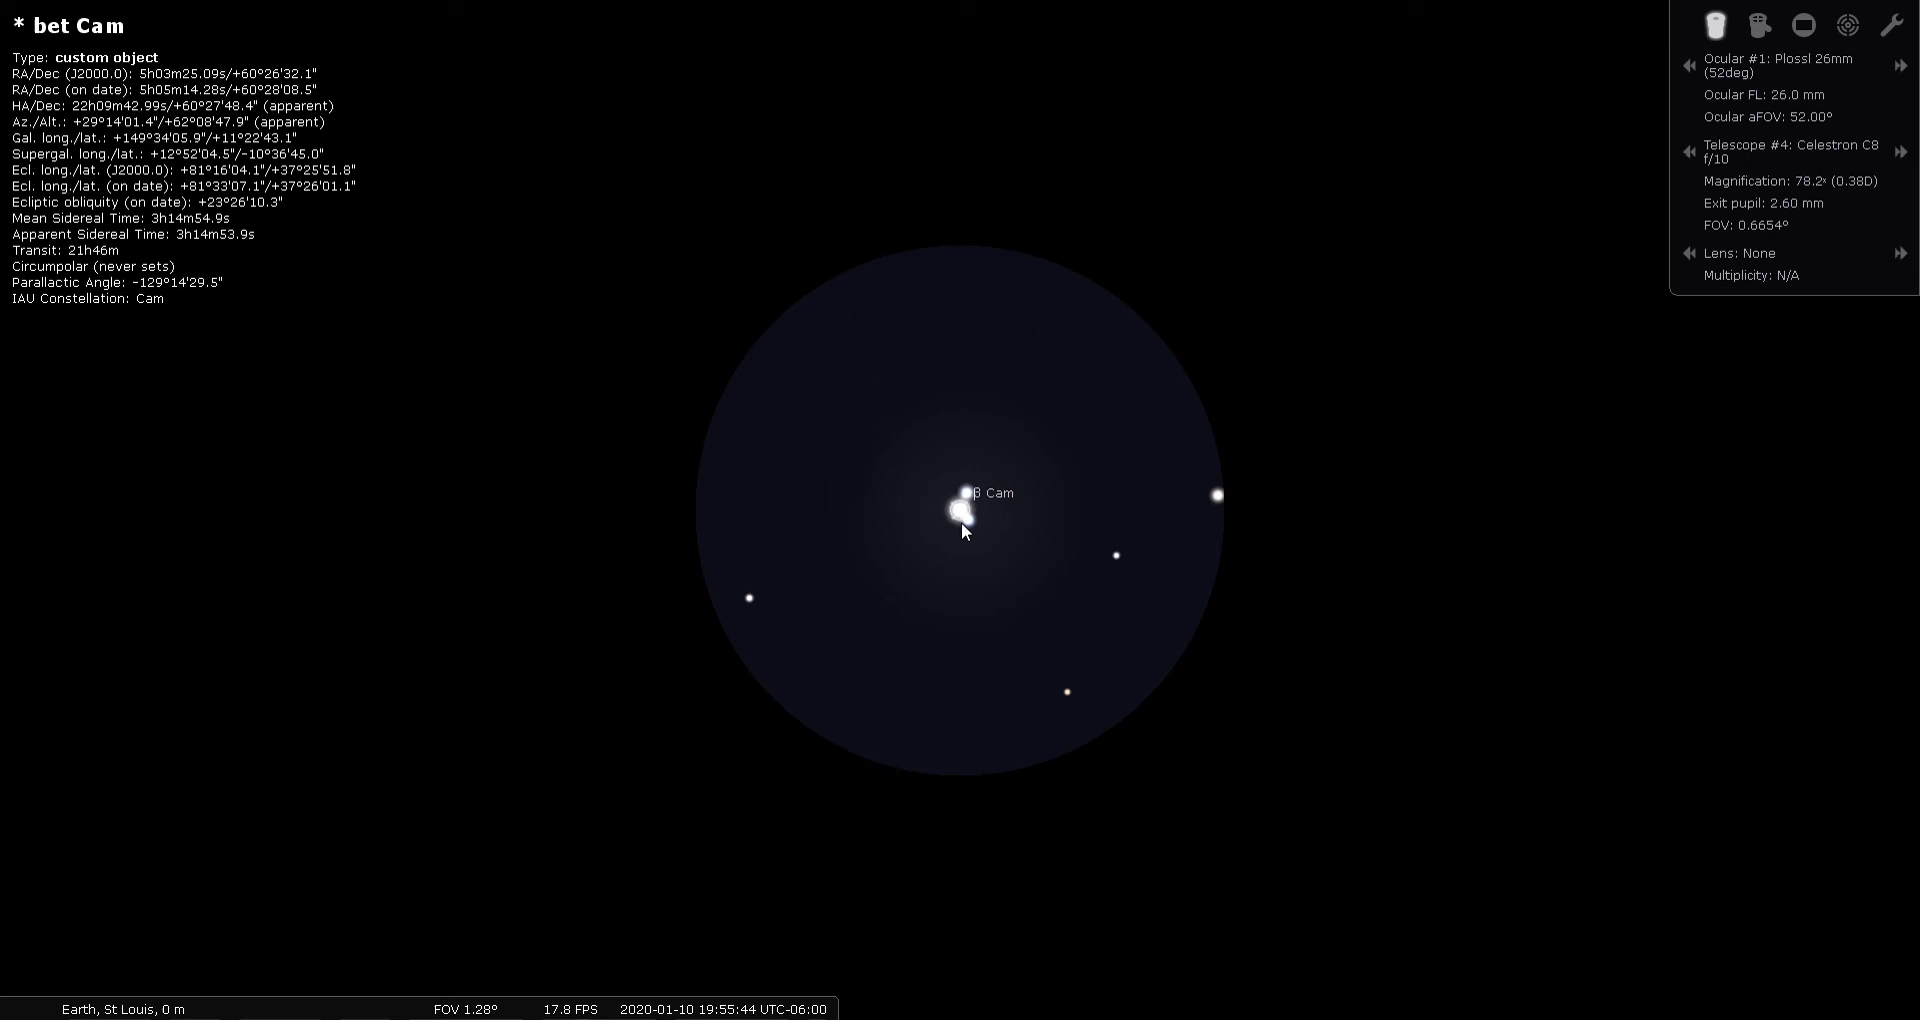 * bet Cam
Type: custom object
RA/Dec (J2000.0): 5h03m25.09s/+60°26'32.1"
RA/Dec (on date): 5h05m14.28s/+60°28'08.5"
HA/Dec: 22h09m42.99s/+60°27'48.4" (apparent)
Az./Alt.: +29°14'01.4"/+62°08'47.9" (apparent)
Gal. long./lat.: +149°34'05.9"/+11°22'43.1"
Supergal. long./lat.: +12°52'04.5"/-10°36'45.0"
Ecl. long./lat. (J2000.0): +81°16'04.1"/+37°25'51.8"
Ecl. long./lat. (on date): +81°33'07.1"/+37°26'01.1"
Ecliptic obliquity (on date): +23°26'10.3"
Mean Sidereal Time: 3h14m54.9s
Apparent Sidereal Time: 3h14m53.9s
Transit: 21h46m
Circumpolar (never sets)
Parallactic Angle: -129°14'29.5"
IAU Constellation: Cam
Ocular #1: Plossl 26mm
(52deg)
Ocular FL: 26.0 mm
Ocular aFOV: 52.00°
Telescope #4: Celestron C8
f/10
Magnification: 78.2ˣ (0.38D)
Exit pupil: 2.60 mm
FOV: 0.6654°
Lens: None
Multiplicity: N/A
β Cam
Earth, St Louis, 0 m
FOV 1.28°
17.8 FPS
2020-01-10 19:55:44 UTC-06:00